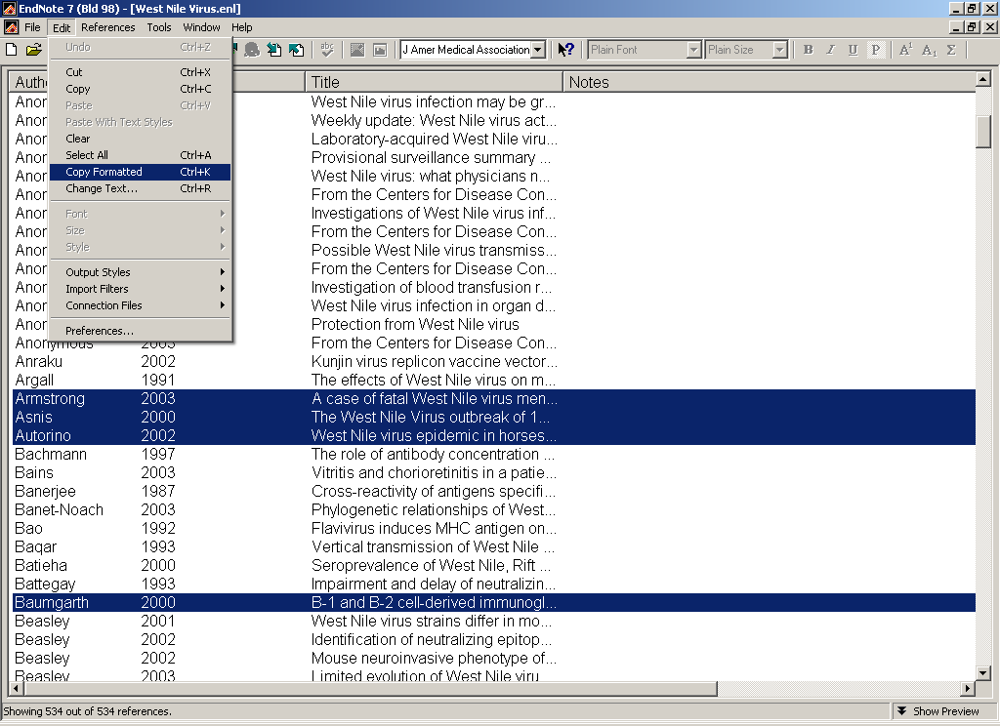 EndNote 7 (Bld 98) - [West Nile Virus.enl]
File Edit References Tools Window Help
J Amer Medical Association Plain Font Plain Size B I U P A¹ A₁ Σ
Undo Ctrl+Z
Cut Ctrl+X
Copy Ctrl+C
Paste Ctrl+V
Paste With Text Styles
Clear
Select All Ctrl+A
Copy Formatted Ctrl+K
Change Text... Ctrl+R
Font
Size
Style
Output Styles
Import Filters
Connection Files
Preferences...
Title Notes
West Nile virus infection may be gr...
Weekly update: West Nile virus act...
Laboratory-acquired West Nile viru...
Provisional surveillance summary ...
West Nile virus: what physicians n...
From the Centers for Disease Con...
Investigations of West Nile virus inf...
From the Centers for Disease Con...
Possible West Nile virus transmiss...
From the Centers for Disease Con...
Investigation of blood transfusion r...
West Nile virus infection in organ d...
Protection from West Nile virus
Anonymous 2003 From the Centers for Disease Con...
Anraku 2002 Kunjin virus replicon vaccine vector...
Argall 1991 The effects of West Nile virus on m...
Armstrong 2003 A case of fatal West Nile virus men...
Asnis 2000 The West Nile Virus outbreak of 1...
Autorino 2002 West Nile virus epidemic in horses...
Bachmann 1997 The role of antibody concentration ...
Bains 2003 Vitritis and chorioretinitis in a patie...
Banerjee 1987 Cross-reactivity of antigens specifi...
Banet-Noach 2003 Phylogenetic relationships of West...
Bao 1992 Flavivirus induces MHC antigen on...
Baqar 1993 Vertical transmission of West Nile ...
Batieha 2000 Seroprevalence of West Nile, Rift ...
Battegay 1993 Impairment and delay of neutralizin...
Baumgarth 2000 B-1 and B-2 cell-derived immunogl...
Beasley 2001 West Nile virus strains differ in mo...
Beasley 2002 Identification of neutralizing epitop...
Beasley 2002 Mouse neuroinvasive phenotype of...
Beasley 2003 Limited evolution of West Nile viru
Showing 534 out of 534 references. Show Preview